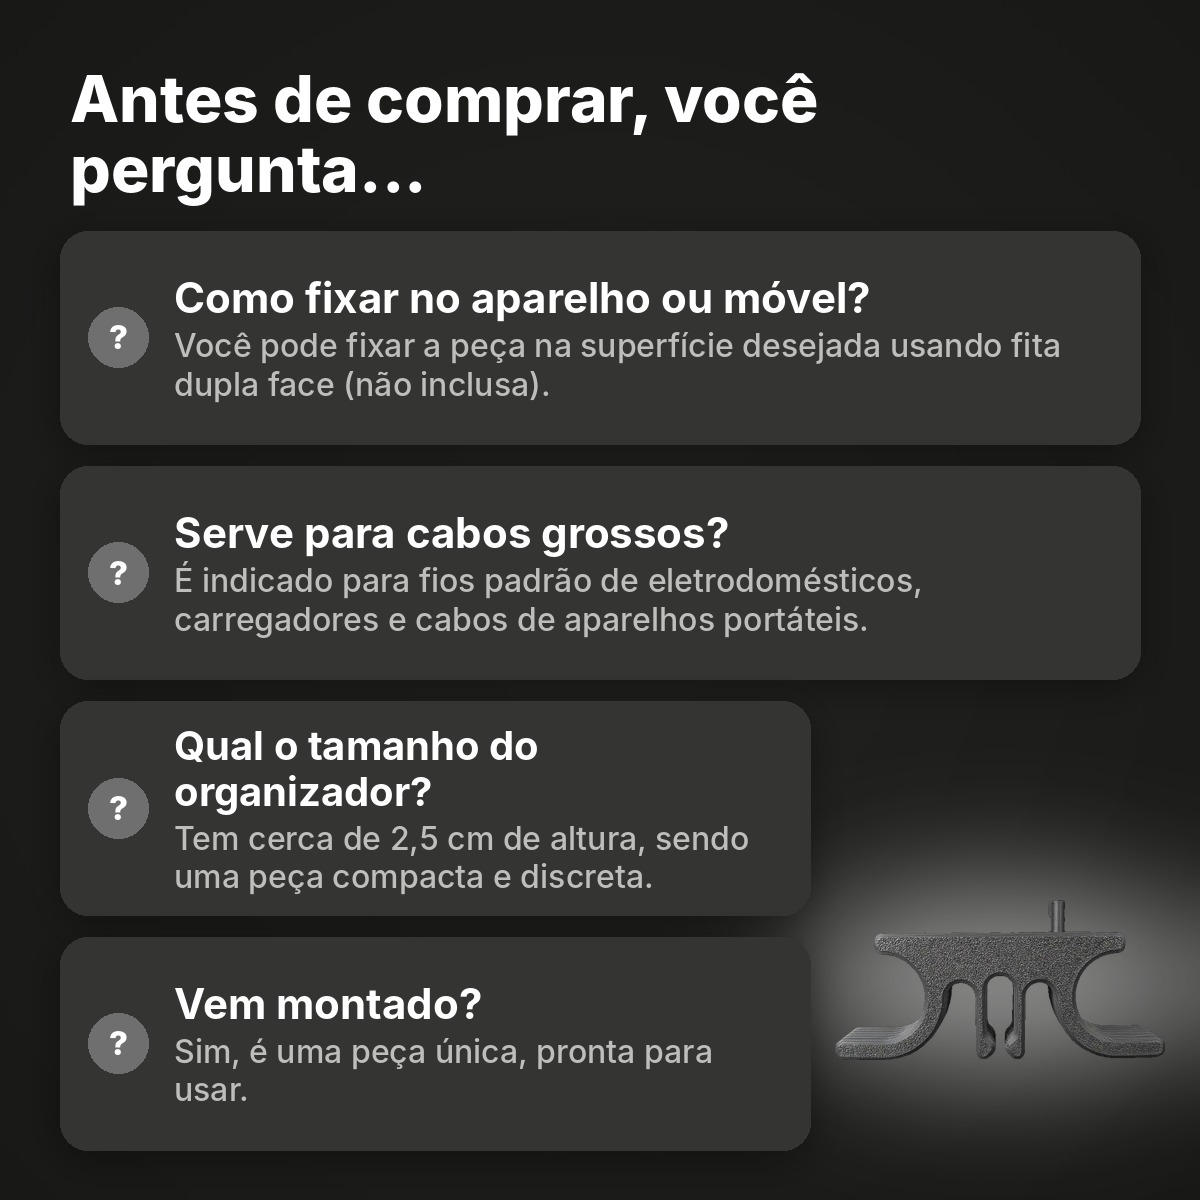 Antes de comprar, você
pergunta...
?
Como fixar no aparelho ou móvel?
Você pode fixar a peça na superfície desejada usando fita
dupla face (não inclusa).
?
Serve para cabos grossos?
É indicado para fios padrão de eletrodomésticos,
carregadores e cabos de aparelhos portáteis.
?
Qual o tamanho do
organizador?
Tem cerca de 2,5 cm de altura, sendo
uma peça compacta e discreta.
?
Vem montado?
Sim, é uma peça única, pronta para
usar.